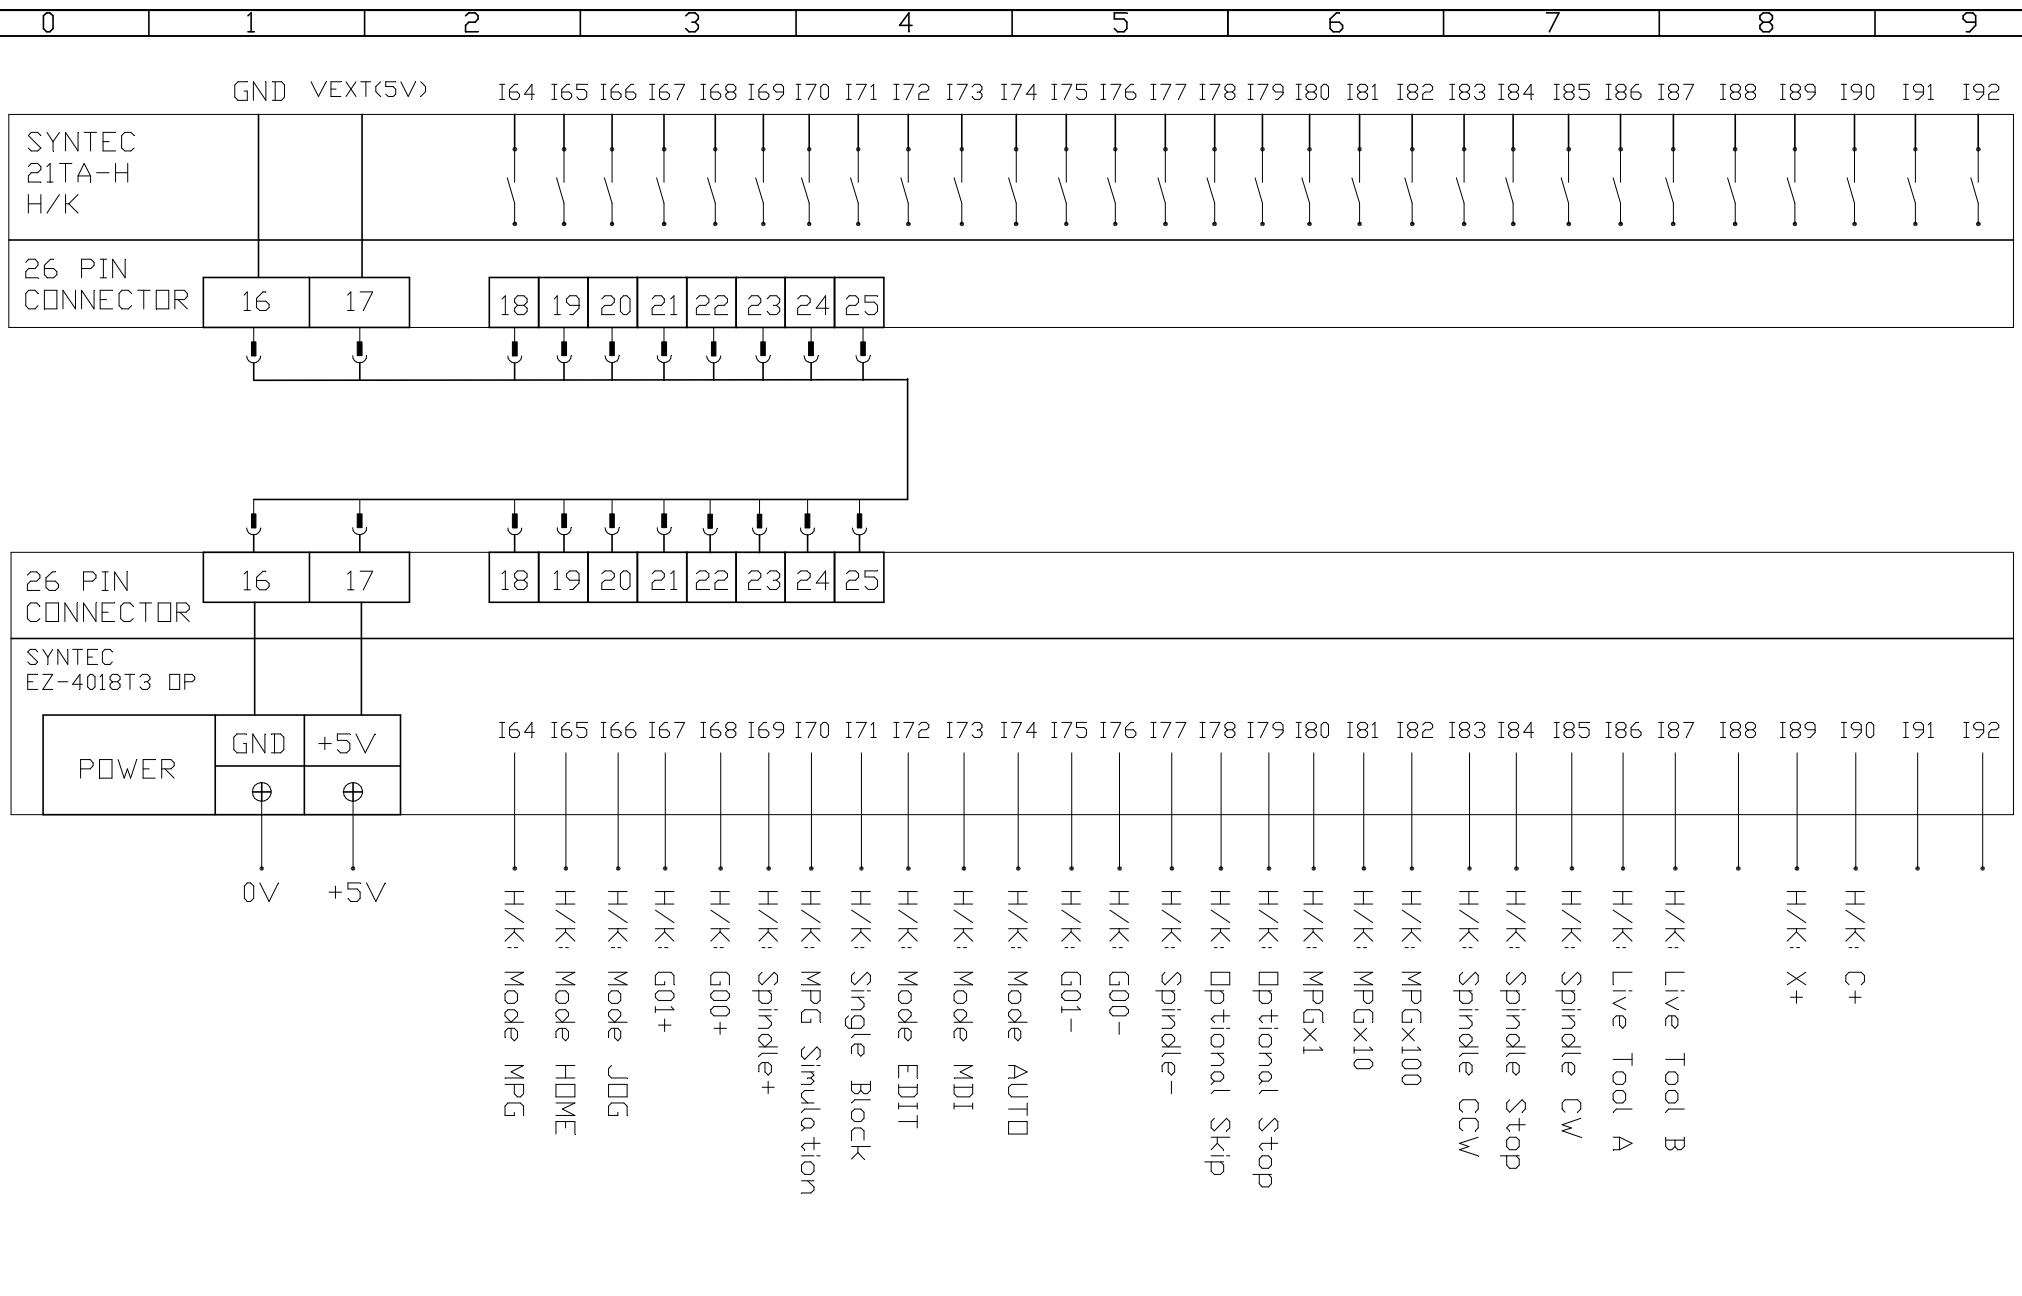 0 1 2 3 4 5 6 7 8 9
GND VEXT(5V) I64 I65 I66 I67 I68 I69 I70 I71 I72 I73 I74 I75 I76 I77 I78 I79 I80 I81 I82 I83 I84 I85 I86 I87 I88 I89 I90 I91 I92
SYNTEC
21TA-H
H/K
26 PIN
CONNECTOR
16 17 18 19 20 21 22 23 24 25
26 PIN
CONNECTOR
16 17 18 19 20 21 22 23 24 25
SYNTEC
EZ-4018T3 OP
POWER
GND +5V
I64 I65 I66 I67 I68 I69 I70 I71 I72 I73 I74 I75 I76 I77 I78 I79 I80 I81 I82 I83 I84 I85 I86 I87 I88 I89 I90 I91 I92
0V +5V
H/K: Mode MPG
H/K: Mode HOME
H/K: Mode JOG
H/K: G01+
H/K: G00+
H/K: Spindle+
H/K: MPG Simulation
H/K: Single Block
H/K: Mode EDIT
H/K: Mode MDI
H/K: Mode AUTO
H/K: G01-
H/K: G00-
H/K: Spindle-
H/K: Optional Skip
H/K: Optional Stop
H/K: MPGx1
H/K: MPGx10
H/K: MPGx100
H/K: Spindle CCW
H/K: Spindle Stop
H/K: Spindle CW
H/K: Live Tool A
H/K: Live Tool B
H/K: X+
H/K: C+